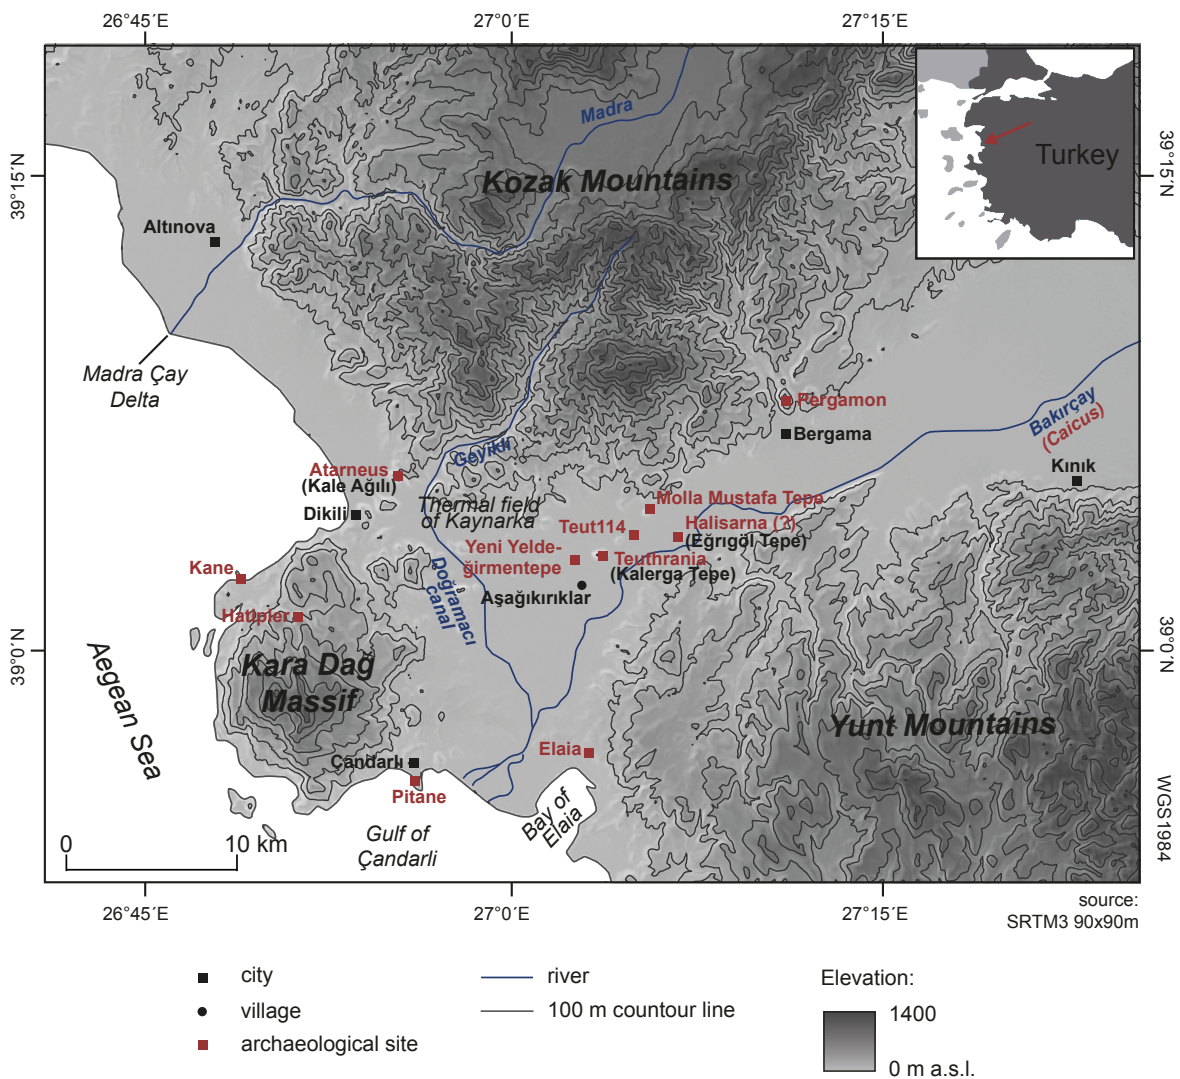 26°45´E
27°0´E
27°15´E
39°15´N
39°15´N
Madra
Turkey
Kozak Mountains
Altınova
Madra Çay
Delta
Pergamon
Bergama
Bakırçay
(Caicus)
Kınık
Geyikli
Atarneus
(Kale Ağılı)
Dikili
Thermal field
of Kaynarka
Molla Mustafa Tepe
Teut114
Halisarna (?)
(Eğrıgöl Tepe)
Yeni Yelde-
ğirmentepe
Teuthrania
(Kalerga Tepe)
Aşağıkırıklar
Kane
Hatipler
Doğramacı
canal
39°0´N
39°0´N
Aegean Sea
Kara Dağ
Massif
Yunt Mountains
Elaia
Çandarlı
Pitane
Bay of
Elaia
Gulf of
Çandarli
0
10 km
WGS1984
26°45´E
27°0´E
27°15´E
source:
SRTM3 90x90m
city
village
archaeological site
river
100 m countour line
Elevation:
1400
0 m a.s.l.